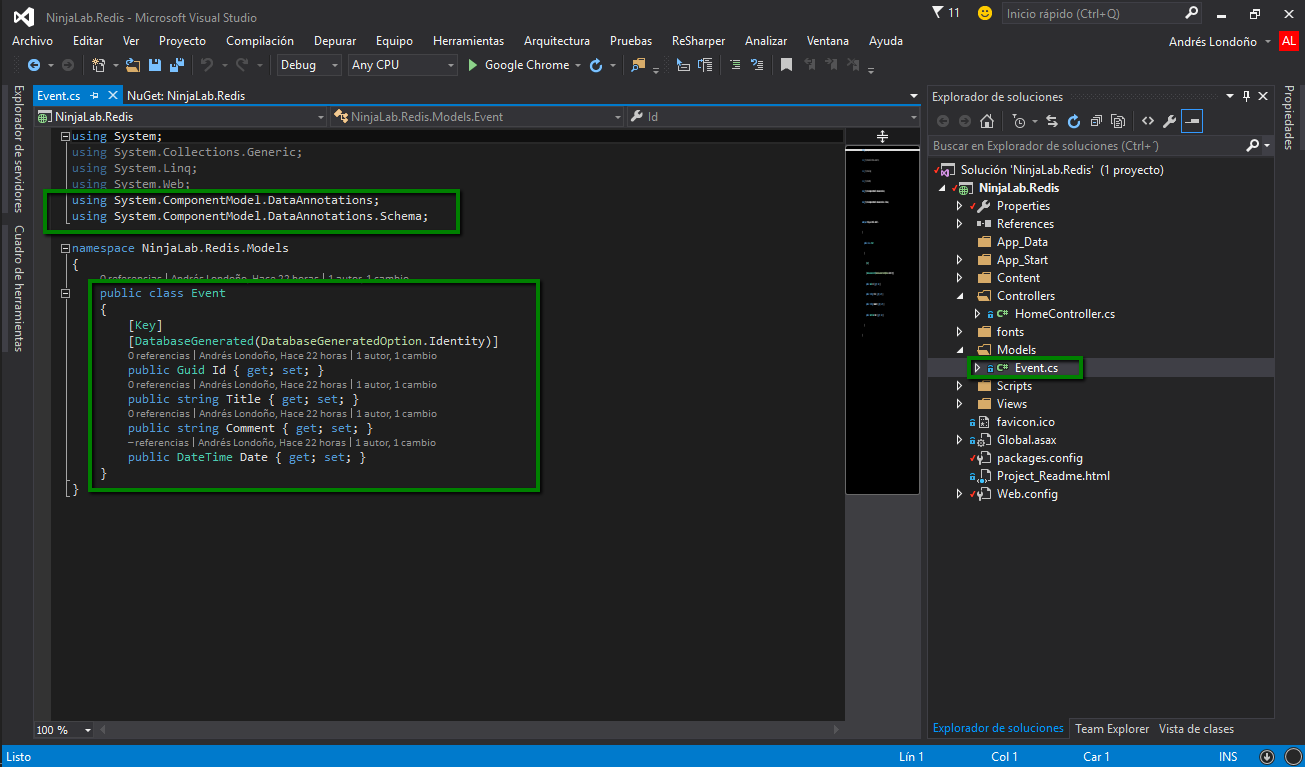 NinjaLab.Redis - Microsoft Visual Studio
11
Inicio rápido (Ctrl+Q)
Archivo Editar Ver Proyecto Compilación Depurar Equipo Herramientas Arquitectura Pruebas ReSharper Analizar Ventana Ayuda
Andrés Londoño AL
Debug Any CPU Google Chrome
Explorador de servidores
Cuadro de herramientas
Event.cs NuGet: NinjaLab.Redis
NinjaLab.Redis NinjaLab.Redis.Models.Event Id
using System;
using System.Collections.Generic;
using System.Linq;
using System.Web;
using System.ComponentModel.DataAnnotations;
using System.ComponentModel.DataAnnotations.Schema;
namespace NinjaLab.Redis.Models
{
0 referencias | Andrés Londoño, Hace 22 horas | 1 autor, 1 cambio
public class Event
{
[Key]
[DatabaseGenerated(DatabaseGeneratedOption.Identity)]
0 referencias | Andrés Londoño, Hace 22 horas | 1 autor, 1 cambio
public Guid Id { get; set; }
0 referencias | Andrés Londoño, Hace 22 horas | 1 autor, 1 cambio
public string Title { get; set; }
0 referencias | Andrés Londoño, Hace 22 horas | 1 autor, 1 cambio
public string Comment { get; set; }
– referencias | Andrés Londoño, Hace 22 horas | 1 autor, 1 cambio
public DateTime Date { get; set; }
}
}
100 %
Explorador de soluciones
Buscar en Explorador de soluciones (Ctrl+´)
Solución 'NinjaLab.Redis' (1 proyecto)
NinjaLab.Redis
Properties
References
App_Data
App_Start
Content
Controllers
C# HomeController.cs
fonts
Models
C# Event.cs
Scripts
Views
favicon.ico
Global.asax
packages.config
Project_Readme.html
Web.config
Explorador de soluciones Team Explorer Vista de clases
Propiedades
Listo Lín 1 Col 1 Car 1 INS